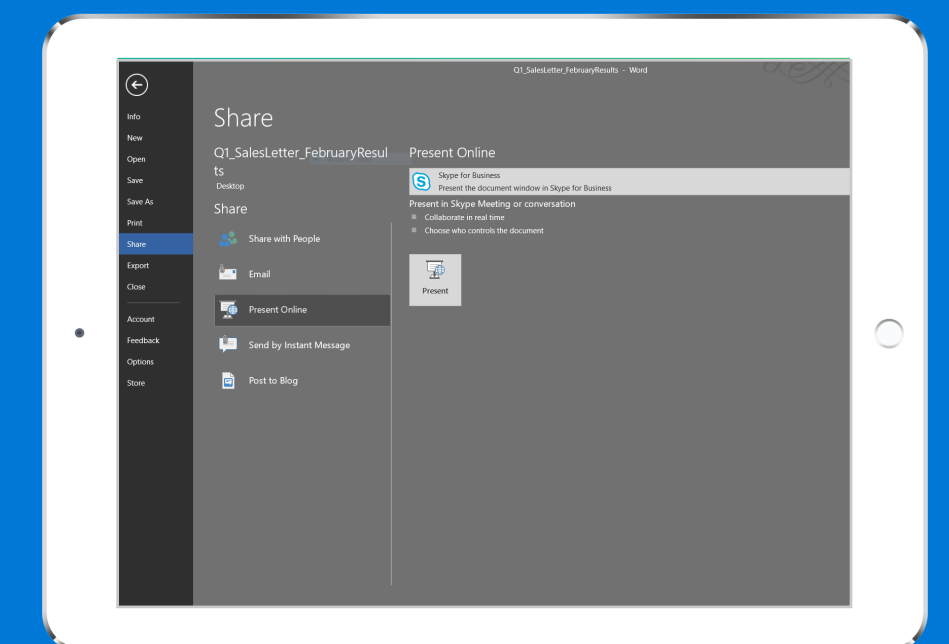 Q1_SalesLetter_FebruaryResults - Word
Info
New
Open
Save
Save As
Print
Share
Export
Close
Account
Feedback
Options
Store
Share
Q1_SalesLetter_FebruaryResul
ts
Desktop
Share
Share with People
Email
Present Online
Send by Instant Message
Post to Blog
Present Online
Skype for Business
Present the document window in Skype for Business
Present in Skype Meeting or conversation
Collaborate in real time
Choose who controls the document
Present